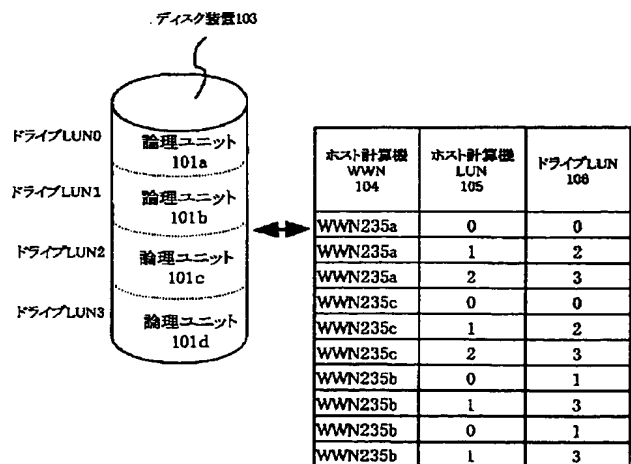 ディスク装置103
ドライブLUN0
論理ユニット
101a
ドライブLUN1
論理ユニット
101b
ドライブLUN2
論理ユニット
101c
ドライブLUN3
論理ユニット
101d
ホスト計算機
WWN
104
ホスト計算機
LUN
105
ドライブLUN
106
WWN235a 0 0
WWN235a 1 2
WWN235a 2 3
WWN235c 0 0
WWN235c 1 2
WWN235c 2 3
WWN235b 0 1
WWN235b 1 3
WWN235b 0 1
WWN235b 1 3